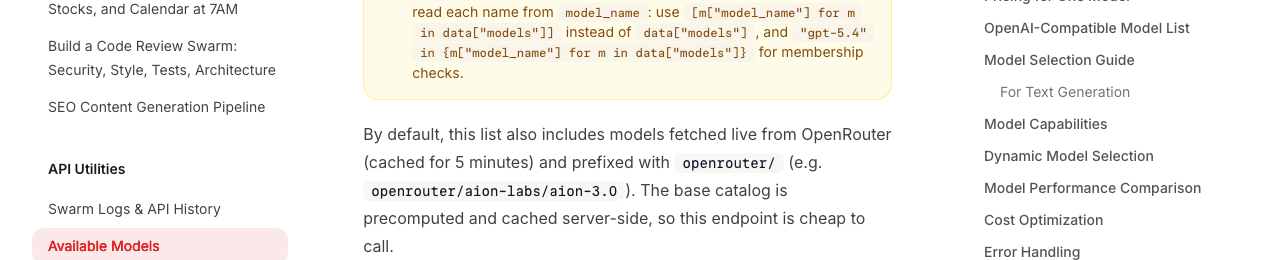 Stocks, and Calendar at 7AM
Build a Code Review Swarm:
Security, Style, Tests, Architecture
SEO Content Generation Pipeline
API Utilities
Swarm Logs & API History
Available Models
read each name from model_name : use [m["model_name"] for m
in data["models"]] instead of data["models"] , and "gpt-5.4"
in {m["model_name"] for m in data["models"]} for membership
checks.
By default, this list also includes models fetched live from OpenRouter
(cached for 5 minutes) and prefixed with openrouter/ (e.g.
openrouter/aion-labs/aion-3.0 ). The base catalog is
precomputed and cached server-side, so this endpoint is cheap to
call.
OpenAI-Compatible Model List
Model Selection Guide
For Text Generation
Model Capabilities
Dynamic Model Selection
Model Performance Comparison
Cost Optimization
Error Handling